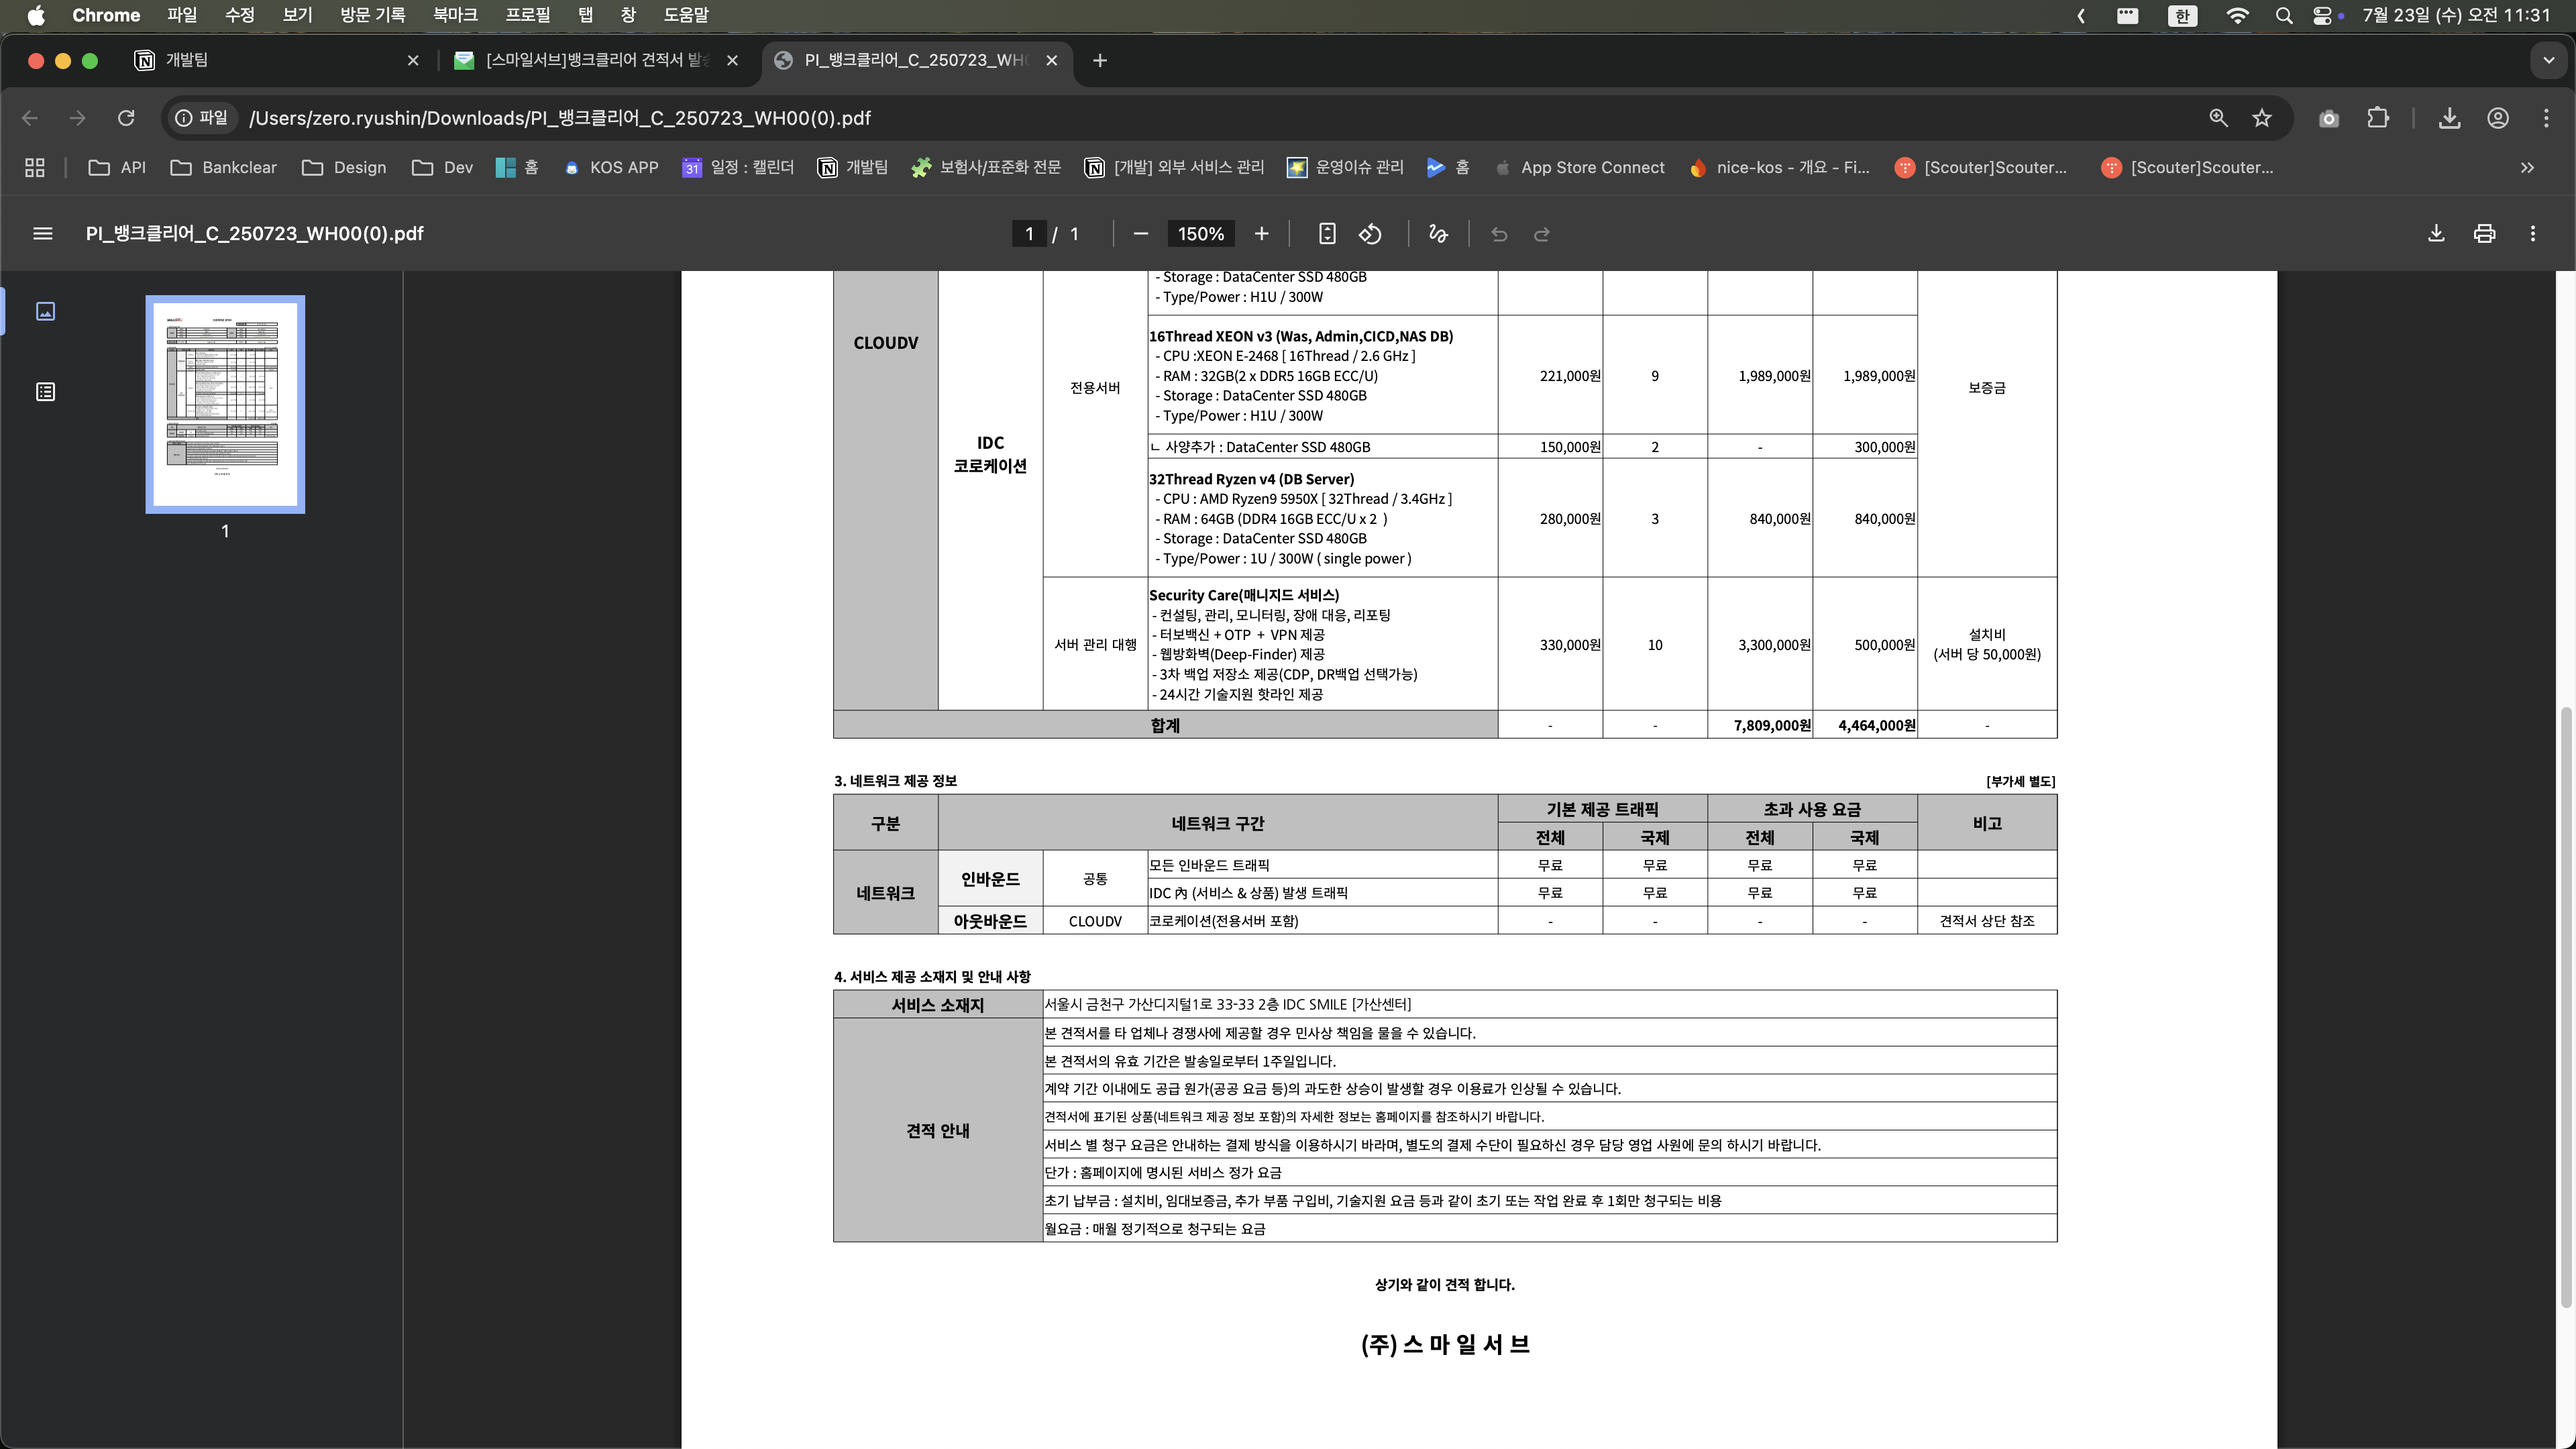 Chrome 파일 수정 보기 방문 기록 북마크 프로필 탭 창 도움말 한 7월 23일 (수) 오전 11:31
개발팀
[스마일서브]뱅크클리어 견적서 발송
PI_뱅크클리어_C_250723_WH0
파일 /Users/zero.ryushin/Downloads/PI_뱅크클리어_C_250723_WH00(0).pdf
API Bankclear Design Dev 홈 KOS APP 31 일정 : 캘린더 개발팀 보험사/표준화 전문 [개발] 외부 서비스 관리 운영이슈 관리 홈 App Store Connect nice-kos - 개요 - Fi... [Scouter]Scouter... [Scouter]Scouter...
PI_뱅크클리어_C_250723_WH00(0).pdf 1 / 1 150%
1
CLOUDV
IDC
코로케이션
전용서버
- Storage : DataCenter SSD 480GB
- Type/Power : H1U / 300W
16Thread XEON v3 (Was, Admin,CICD,NAS DB)
- CPU :XEON E-2468 [ 16Thread / 2.6 GHz ]
- RAM : 32GB(2 x DDR5 16GB ECC/U)
- Storage : DataCenter SSD 480GB
- Type/Power : H1U / 300W
221,000원 9 1,989,000원 1,989,000원
보증금
ㄴ 사양추가 : DataCenter SSD 480GB 150,000원 2 - 300,000원
32Thread Ryzen v4 (DB Server)
- CPU : AMD Ryzen9 5950X [ 32Thread / 3.4GHz ]
- RAM : 64GB (DDR4 16GB ECC/U x 2 )
- Storage : DataCenter SSD 480GB
- Type/Power : 1U / 300W ( single power )
280,000원 3 840,000원 840,000원
서버 관리 대행
Security Care(매니지드 서비스)
- 컨설팅, 관리, 모니터링, 장애 대응, 리포팅
- 터보백신 + OTP + VPN 제공
- 웹방화벽(Deep-Finder) 제공
- 3차 백업 저장소 제공(CDP, DR백업 선택가능)
- 24시간 기술지원 핫라인 제공
330,000원 10 3,300,000원 500,000원
설치비
(서버 당 50,000원)
합계 - - 7,809,000원 4,464,000원 -
3. 네트워크 제공 정보 [부가세 별도]
구분 네트워크 구간 기본 제공 트래픽 초과 사용 요금 비고
전체 국제 전체 국제
네트워크 인바운드 공통 모든 인바운드 트래픽 무료 무료 무료 무료
IDC 內 (서비스 & 상품) 발생 트래픽 무료 무료 무료 무료
아웃바운드 CLOUDV 코로케이션(전용서버 포함) - - - - 견적서 상단 참조
4. 서비스 제공 소재지 및 안내 사항
서비스 소재지 서울시 금천구 가산디지털1로 33-33 2층 IDC SMILE [가산센터]
견적 안내
본 견적서를 타 업체나 경쟁사에 제공할 경우 민사상 책임을 물을 수 있습니다.
본 견적서의 유효 기간은 발송일로부터 1주일입니다.
계약 기간 이내에도 공급 원가(공공 요금 등)의 과도한 상승이 발생할 경우 이용료가 인상될 수 있습니다.
견적서에 표기된 상품(네트워크 제공 정보 포함)의 자세한 정보는 홈페이지를 참조하시기 바랍니다.
서비스 별 청구 요금은 안내하는 결제 방식을 이용하시기 바라며, 별도의 결제 수단이 필요하신 경우 담당 영업 사원에 문의 하시기 바랍니다.
단가 : 홈페이지에 명시된 서비스 정가 요금
초기 납부금 : 설치비, 임대보증금, 추가 부품 구입비, 기술지원 요금 등과 같이 초기 또는 작업 완료 후 1회만 청구되는 비용
월요금 : 매월 정기적으로 청구되는 요금
상기와 같이 견적 합니다.
(주) 스 마 일 서 브